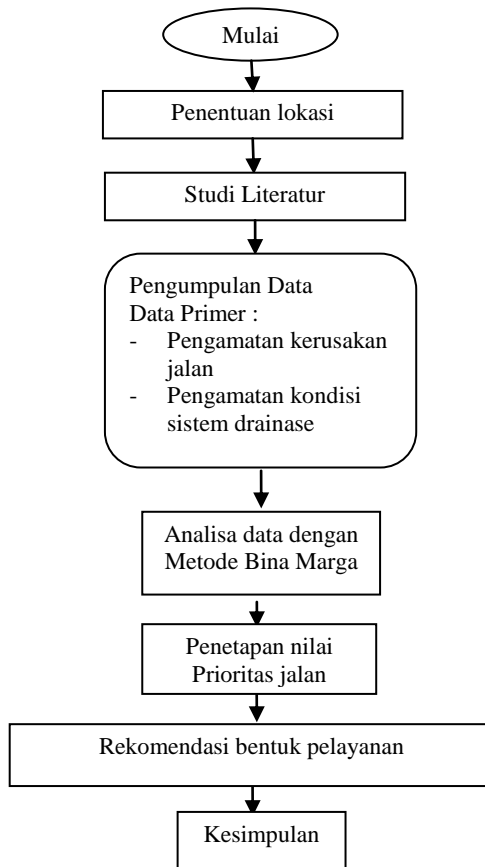 Mulai
Penentuan lokasi
Studi Literatur
Pengumpulan Data
Data Primer :
- Pengamatan kerusakan
jalan
- Pengamatan kondisi
sistem drainase
Analisa data dengan
Metode Bina Marga
Penetapan nilai
Prioritas jalan
Rekomendasi bentuk pelayanan
Kesimpulan